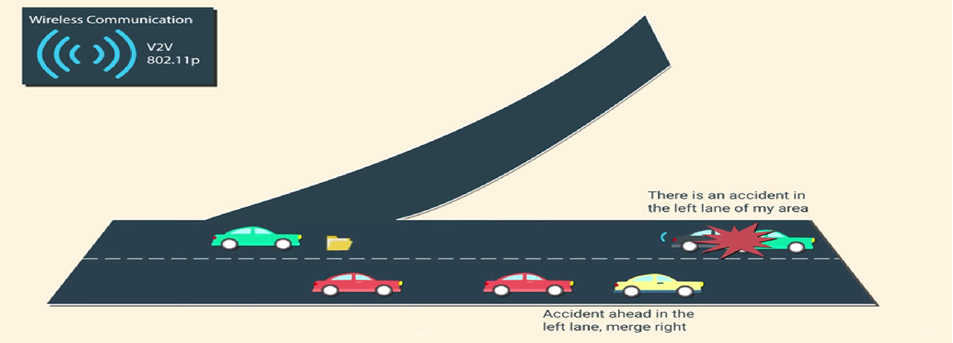 Wireless Communication
V2V
802.11p
There is an accident in
the left lane of my area
Accident ahead in the
left lane, merge right